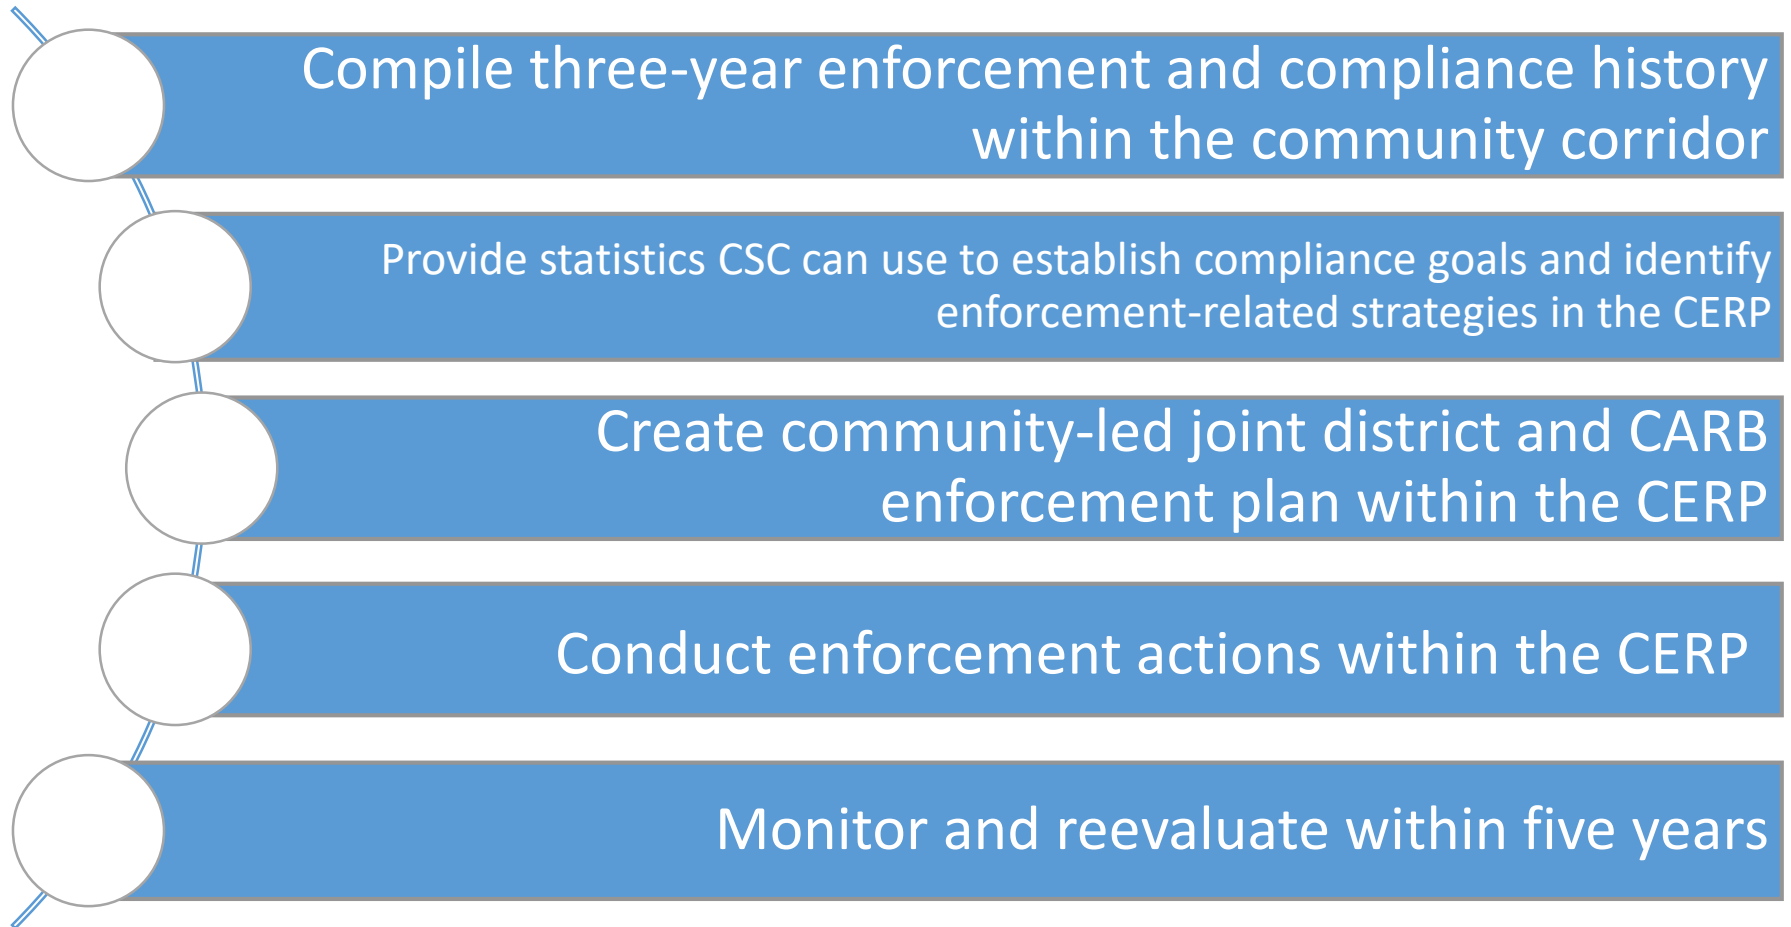 Compile three-year enforcement and compliance history
within the community corridor
Provide statistics CSC can use to establish compliance goals and identify
enforcement-related strategies in the CERP
Create community-led joint district and CARB
enforcement plan within the CERP
Conduct enforcement actions within the CERP
Monitor and reevaluate within five years